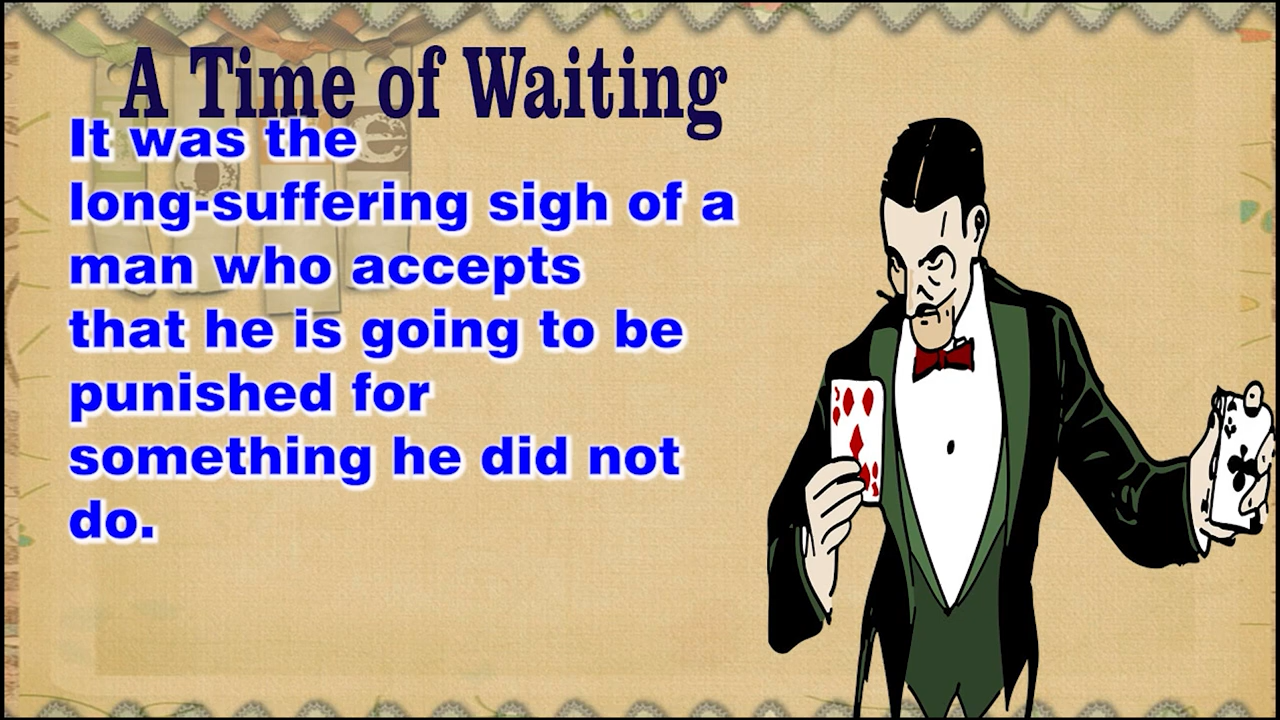 A Time of Waiting
It was the
long-suffering sigh of a
man who accepts
that he is going to be
punished for
something he did not
do.